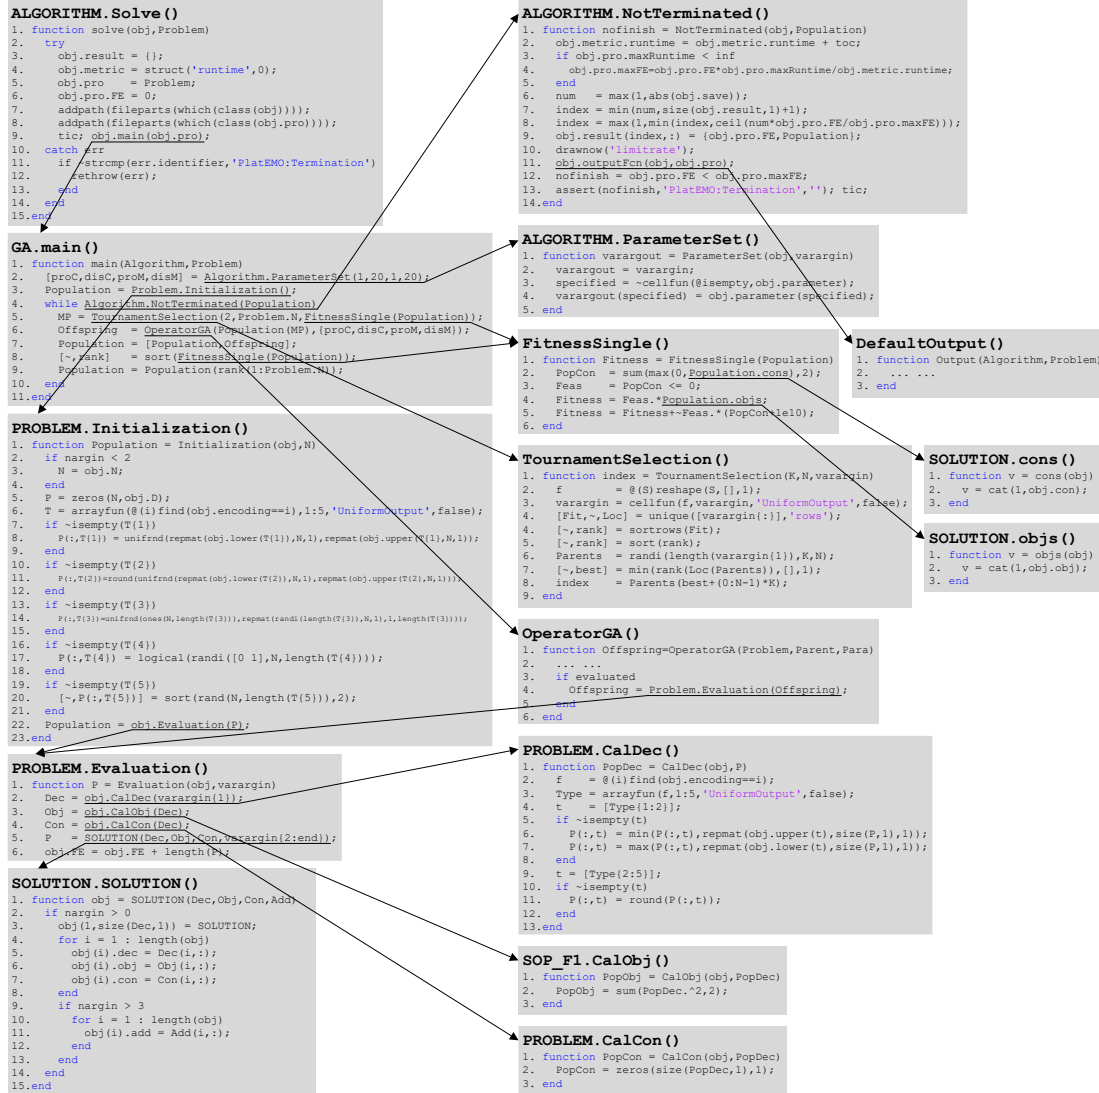 ALGORITHM.Solve()
1. function solve(obj,Problem)
2.   try
3.     obj.result = {};
4.     obj.metric = struct('runtime',0);
5.     obj.pro    = Problem;
6.     obj.pro.FE = 0;
7.     addpath(fileparts(which(class(obj))));
8.     addpath(fileparts(which(class(obj.pro))));
9.     tic; obj.main(obj.pro);
10.  catch err
11.    if ~strcmp(err.identifier,'PlatEMO:Termination')
12.      rethrow(err);
13.    end
14.  end
15.end
GA.main()
1. function main(Algorithm,Problem)
2.   [proC,disC,proM,disM] = Algorithm.ParameterSet(1,20,1,20);
3.   Population = Problem.Initialization();
4.   while Algorithm.NotTerminated(Population)
5.     MP = TournamentSelection(2,Problem.N,FitnessSingle(Population));
6.     Offspring  = OperatorGA(Population(MP),{proC,disC,proM,disM});
7.     Population = [Population,Offspring];
8.     [~,rank]   = sort(FitnessSingle(Population));
9.     Population = Population(rank(1:Problem.N));
10.  end
11.end
PROBLEM.Initialization()
1. function Population = Initialization(obj,N)
2.   if nargin < 2
3.     N = obj.N;
4.   end
5.   P = zeros(N,obj.D);
6.   T = arrayfun(@(i)find(obj.encoding==i),1:5,'UniformOutput',false);
7.   if ~isempty(T{1})
8.     P(:,T{1}) = unifrnd(repmat(obj.lower(T{1}),N,1),repmat(obj.upper(T{1},N,1));
9.   end
10.  if ~isempty(T{2})
11.    P(:,T{2})=round(unifrnd(repmat(obj.lower(T{2}),N,1),repmat(obj.upper(T{2},N,1)));
12.  end
13.  if ~isempty(T{3})
14.    P(:,T{3})=unifrnd(ones(N,length(T{3})),repmat(randi(length(T{3}),N,1),1,length(T{3})));
15.  end
16.  if ~isempty(T{4})
17.    P(:,T{4}) = logical(randi([0 1],N,length(T{4})));
18.  end
19.  if ~isempty(T{5})
20.    [~,P(:,T{5})] = sort(rand(N,length(T{5})),2);
21.  end
22.  Population = obj.Evaluation(P);
23.end
PROBLEM.Evaluation()
1. function P = Evaluation(obj,varargin)
2.   Dec = obj.CalDec(varargin{1});
3.   Obj = obj.CalObj(Dec);
4.   Con = obj.CalCon(Dec);
5.   P   = SOLUTION(Dec,Obj,Con,varargin{2:end});
6.   obj.FE = obj.FE + length(P);
SOLUTION.SOLUTION()
1. function obj = SOLUTION(Dec,Obj,Con,Add)
2.   if nargin > 0
3.     obj(1,size(Dec,1)) = SOLUTION;
4.     for i = 1 : length(obj)
5.       obj(i).dec = Dec(i,:);
6.       obj(i).obj = Obj(i,:);
7.       obj(i).con = Con(i,:);
8.     end
9.     if nargin > 3
10.      for i = 1 : length(obj)
11.        obj(i).add = Add(i,:);
12.      end
13.    end
14.  end
15.end
ALGORITHM.NotTerminated()
1. function nofinish = NotTerminated(obj,Population)
2.   obj.metric.runtime = obj.metric.runtime + toc;
3.   if obj.pro.maxRuntime < inf
4.     obj.pro.maxFE=obj.pro.FE*obj.pro.maxRuntime/obj.metric.runtime;
5.   end
6.   num   = max(1,abs(obj.save));
7.   index = min(num,size(obj.result,1)+1);
8.   index = max(1,min(index,ceil(num*obj.pro.FE/obj.pro.maxFE)));
9.   obj.result(index,:) = {obj.pro.FE,Population};
10.  drawnow('limitrate');
11.  obj.outputFcn(obj,obj.pro);
12.  nofinish = obj.pro.FE < obj.pro.maxFE;
13.  assert(nofinish,'PlatEMO:Termination',''); tic;
14.end
ALGORITHM.ParameterSet()
1. function varargout = ParameterSet(obj,varargin)
2.   varargout = varargin;
3.   specified = ~cellfun(@isempty,obj.parameter);
4.   varargout(specified) = obj.parameter(specified);
5. end
FitnessSingle()
1. function Fitness = FitnessSingle(Population)
2.   PopCon  = sum(max(0,Population.cons),2);
3.   Feas    = PopCon <= 0;
4.   Fitness = Feas.*Population.objs;
5.   Fitness = Fitness+~Feas.*(PopCon+1e10);
6. end
DefaultOutput()
1. function Output(Algorithm,Problem)
2.   ... ...
3. end
TournamentSelection()
1. function index = TournamentSelection(K,N,varargin)
2.   f        = @(S)reshape(S,[],1);
3.   varargin = cellfun(f,varargin,'UniformOutput',false);
4.   [Fit,~,Loc] = unique([varargin{:}],'rows');
4.   [~,rank] = sortrows(Fit);
5.   [~,rank] = sort(rank);
6.   Parents  = randi(length(varargin{1}),K,N);
7.   [~,best] = min(rank(Loc(Parents)),[],1);
8.   index    = Parents(best+(0:N-1)*K);
9. end
SOLUTION.cons()
1. function v = cons(obj)
2.   v = cat(1,obj.con);
3. end
SOLUTION.objs()
1. function v = objs(obj)
2.   v = cat(1,obj.obj);
3. end
OperatorGA()
1. function Offspring=OperatorGA(Problem,Parent,Para)
2.   ... ...
3.   if evaluated
4.     Offspring = Problem.Evaluation(Offspring);
5.   end
6. end
PROBLEM.CalDec()
1. function PopDec = CalDec(obj,P)
2.   f    = @(i)find(obj.encoding==i);
3.   Type = arrayfun(f,1:5,'UniformOutput',false);
4.   t    = [Type{1:2}];
5.   if ~isempty(t)
6.     P(:,t) = min(P(:,t),repmat(obj.upper(t),size(P,1),1));
7.     P(:,t) = max(P(:,t),repmat(obj.lower(t),size(P,1),1));
8.   end
9.   t = [Type{2:5}];
10.  if ~isempty(t)
11.    P(:,t) = round(P(:,t));
12.  end
13.end
SOP_F1.CalObj()
1. function PopObj = CalObj(obj,PopDec)
2.   PopObj = sum(PopDec.^2,2);
3. end
PROBLEM.CalCon()
1. function PopCon = CalCon(obj,PopDec)
2.   PopCon = zeros(size(PopDec,1),1);
3. end